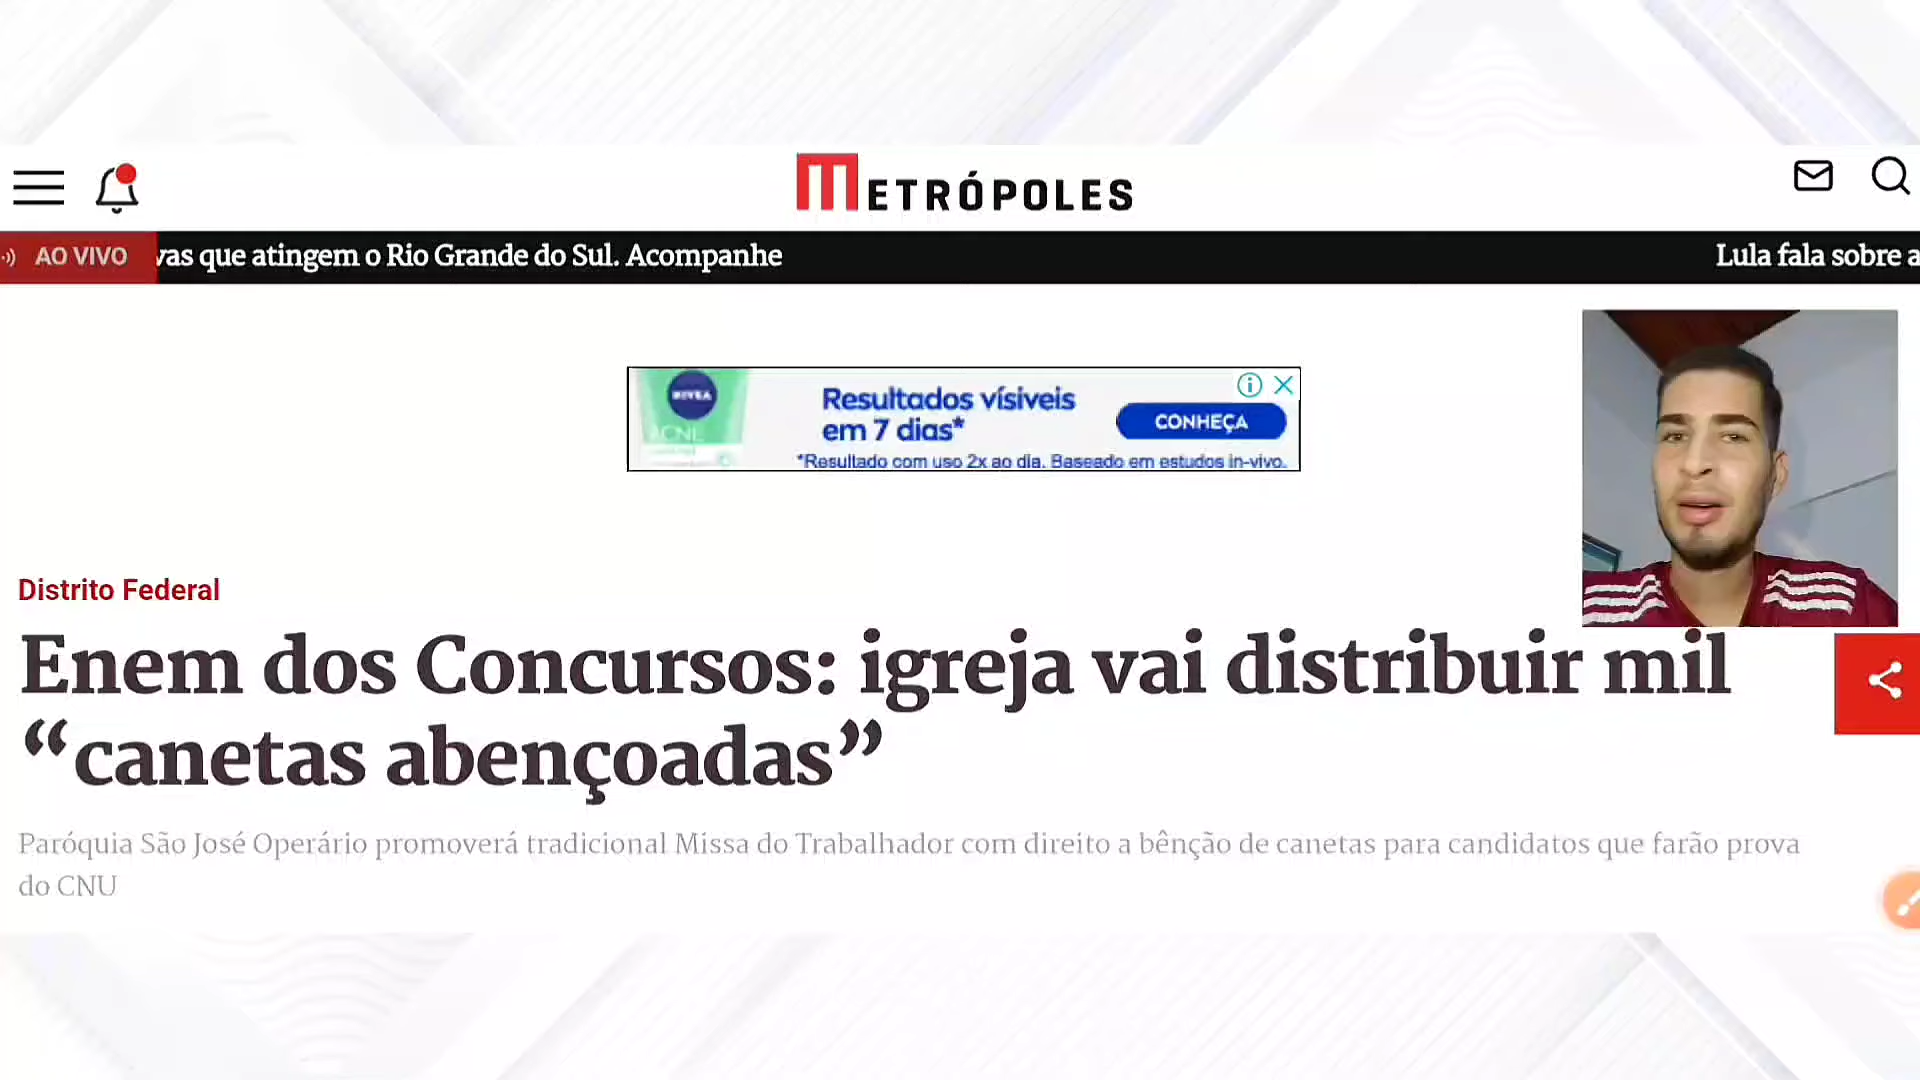 METRÓPOLES
AO VIVO vas que atingem o Rio Grande do Sul. Acompanhe Lula fala sobre a
NIVEA
ACNE
Resultados vísiveis
em 7 dias*
CONHEÇA
*Resultado com uso 2x ao dia. Baseado em estudos in-vivo.
Distrito Federal
Enem dos Concursos: igreja vai distribuir mil
“canetas abençoadas”
Paróquia São José Operário promoverá tradicional Missa do Trabalhador com direito a bênção de canetas para candidatos que farão prova
do CNU